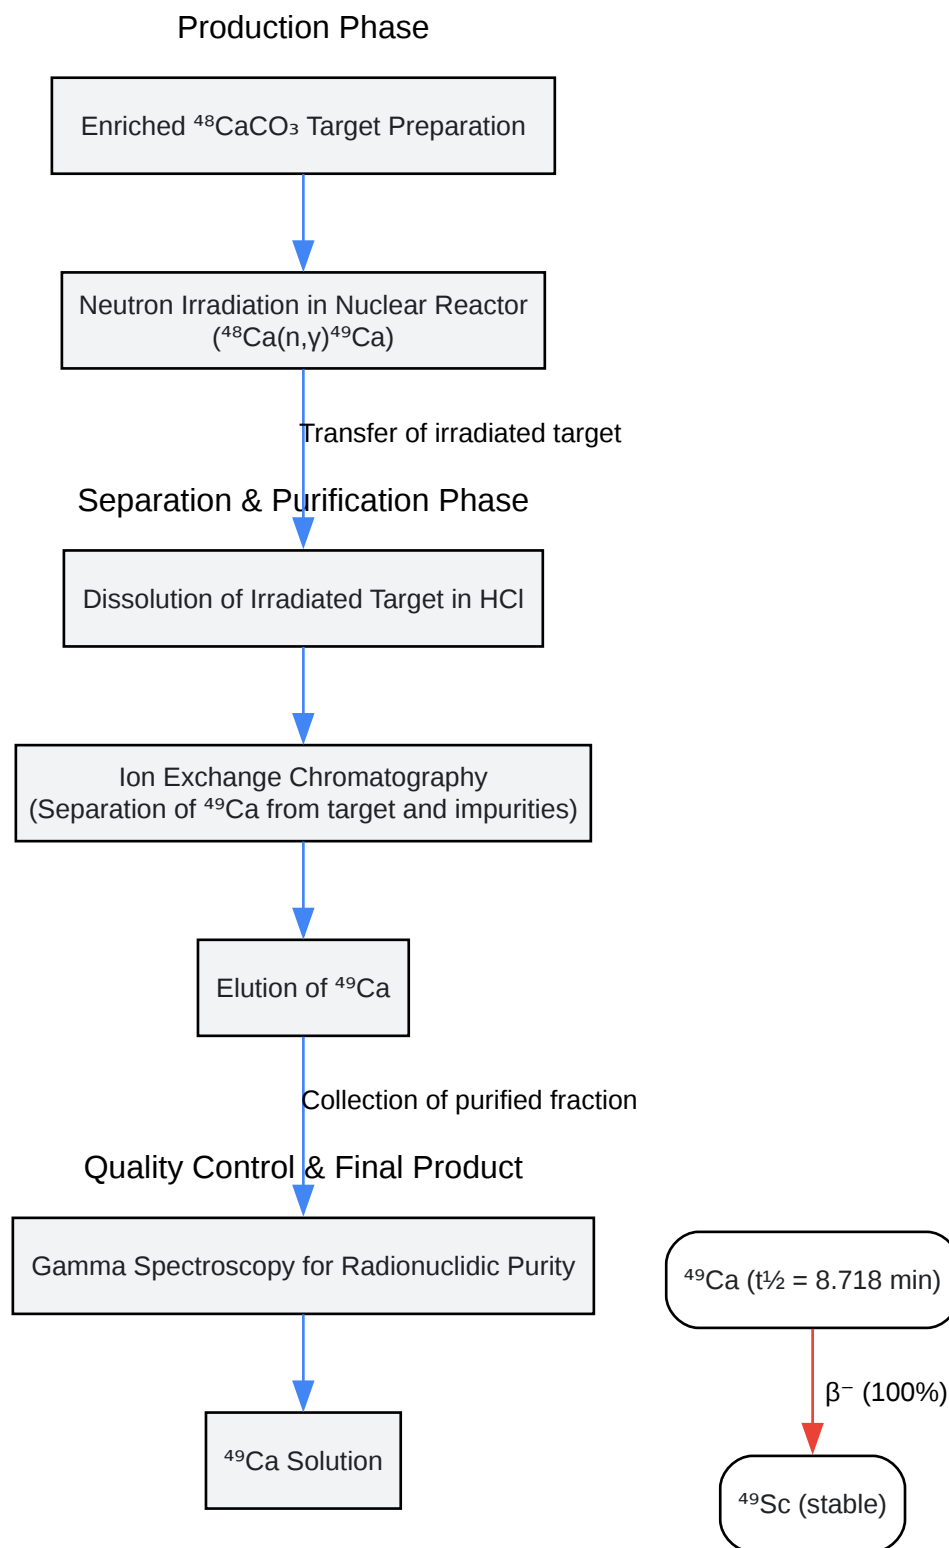 Production Phase
Enriched ⁴⁸CaCO₃ Target Preparation
Neutron Irradiation in Nuclear Reactor
(⁴⁸Ca(n,γ)⁴⁹Ca)
Transfer of irradiated target
Separation & Purification Phase
Dissolution of Irradiated Target in HCl
Ion Exchange Chromatography
(Separation of ⁴⁹Ca from target and impurities)
Elution of ⁴⁹Ca
Collection of purified fraction
Quality Control & Final Product
Gamma Spectroscopy for Radionuclidic Purity
⁴⁹Ca Solution
⁴⁹Ca (t½ = 8.718 min)
β⁻ (100%)
⁴⁹Sc (stable)